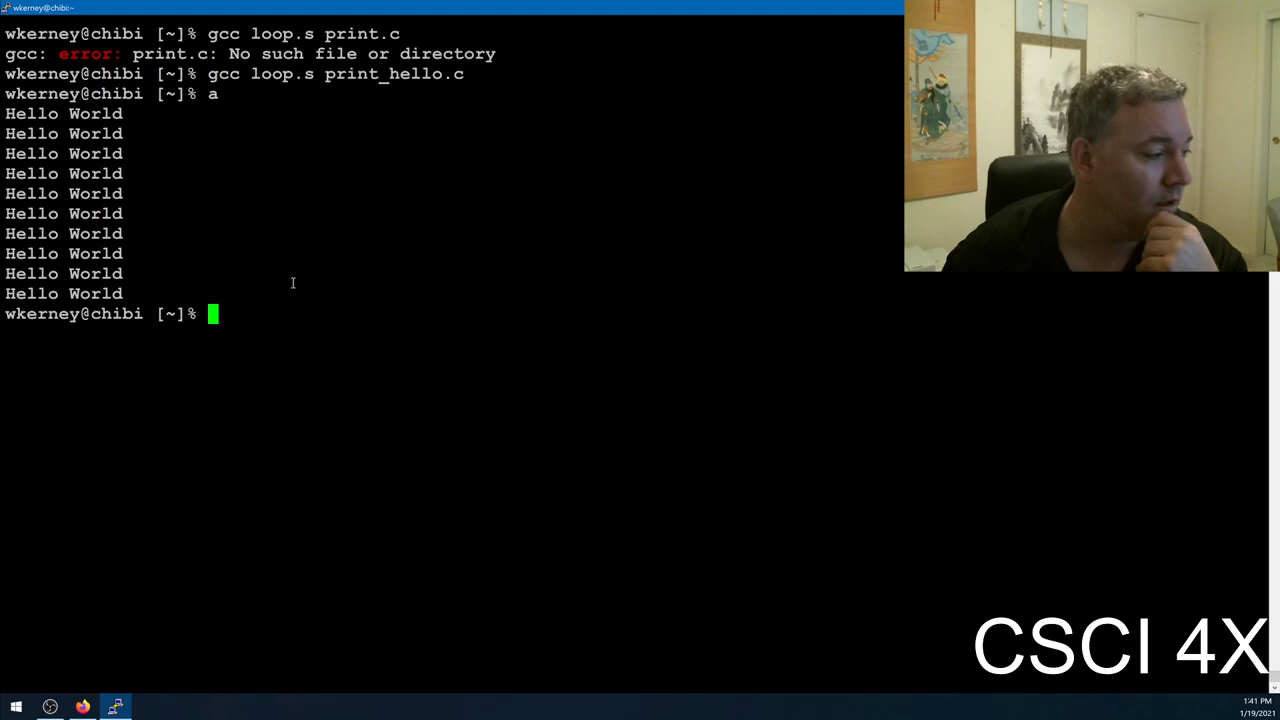 wkerney@chibi:~
wkerney@chibi [~]% gcc loop.s print.c
gcc: error: print.c: No such file or directory
wkerney@chibi [~]% gcc loop.s print_hello.c
wkerney@chibi [~]% a
Hello World
Hello World
Hello World
Hello World
Hello World
Hello World
Hello World
Hello World
Hello World
Hello World
wkerney@chibi [~]%
CSCI 4X
1:41 PM
1/19/2021